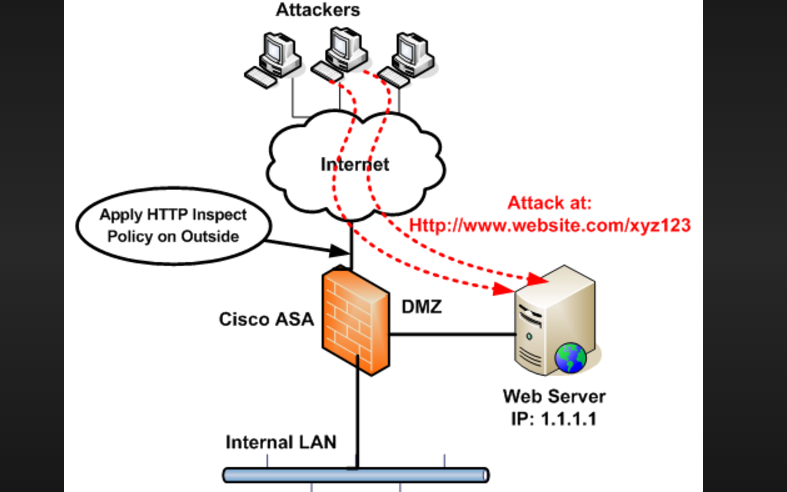 Attackers
Internet
Attack at:
Http://www.website.com/xyz123
Apply HTTP Inspect
Policy on Outside
DMZ
Cisco ASA
Web Server
IP: 1.1.1.1
Internal LAN